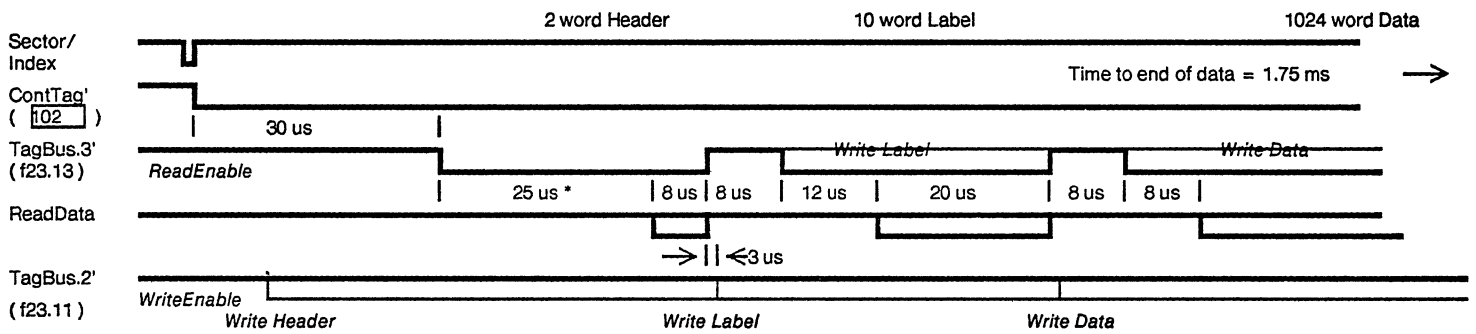 2 word Header 10 word Label 1024 word Data
Sector/
Index
Time to end of data = 1.75 ms
ContTag'
( 102 )
30 us
TagBus.3' Write Label Write Data
( f23.13 ) ReadEnable
25 us * 8 us 8 us 12 us 20 us 8 us 8 us
ReadData
3 us
TagBus.2'
WriteEnable
( f23.11 )
Write Header Write Label Write Data